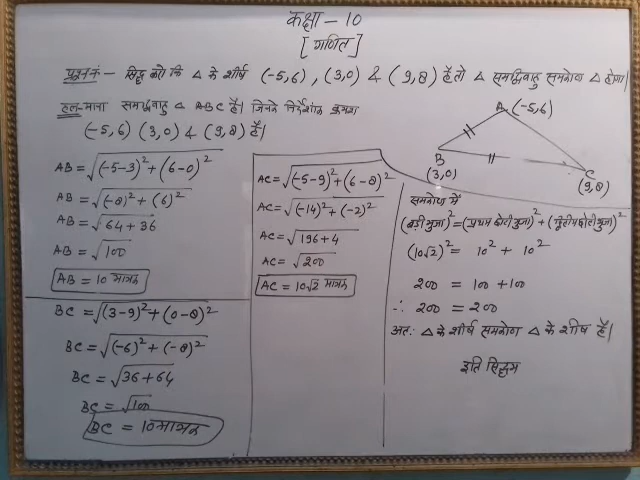 कक्षा - 10
[गणित]
प्रश्न नं०- सिद्ध करो कि △ के शीर्ष (-5,6), (3,0) & (9,8) हैं तो △ समद्विबाहु समकोण △ होगा।
हल- माना समद्विबाहु △ ABC है। जिनके निर्देशांक क्रमशः
(-5,6) (3,0) & (9,8) हैं।
AB = √(-5-3)² + (6-0)²
AB = √(-8)² + (6)²
AB = √64+36
AB = √100
AB = 10 मात्रक
BC = √(3-9)² + (0-8)²
BC = √(-6)² + (-8)²
BC = √36+64
BC = √100
BC = 10 मात्रक
AC = √(-5-9)² + (6-8)²
AC = √(-14)² + (-2)²
AC = √196+4
AC = √200
AC = 10√2 मात्रक
A (-5,6)
B
(3,0)
C
(9,8)
समकोण में
(बड़ी भुजा)² = (प्रथम छोटी भुजा)² + (द्वितीय छोटी भुजा)²
(10√2)² = 10² + 10²
200 = 100 + 100
∴ 200 = 200
अतः △ के शीर्ष समकोण △ के शीर्ष हैं।
इति सिद्धम